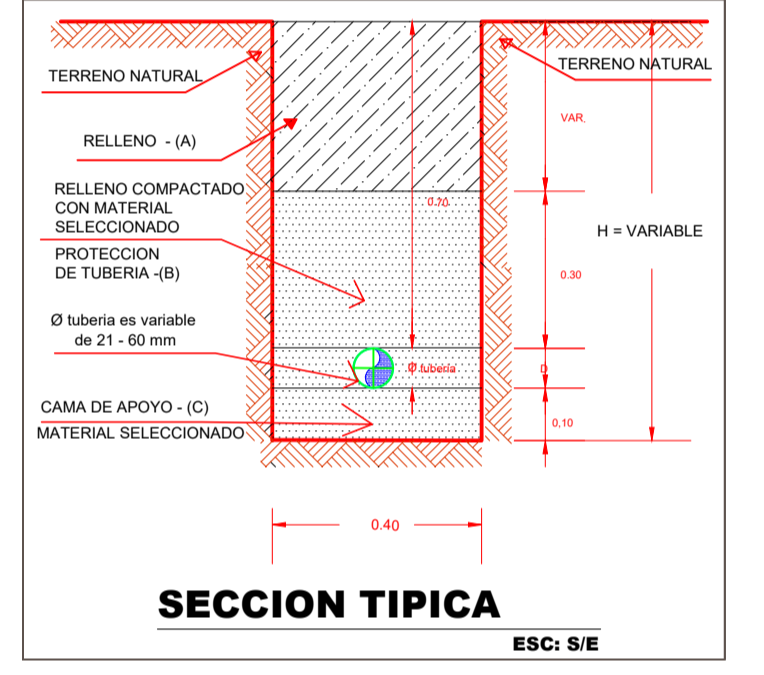 TERRENO NATURAL
TERRENO NATURAL
VAR.
RELLENO - (A)
RELLENO COMPACTADO
CON MATERIAL
SELECCIONADO
0.70
H = VARIABLE
PROTECCION
DE TUBERIA -(B)
0.30
Ø tuberia es variable
de 21 - 60 mm
Ø tuberia
D
CAMA DE APOYO - (C)
MATERIAL SELECCIONADO
0,10
0.40
SECCION TIPICA
ESC: S/E